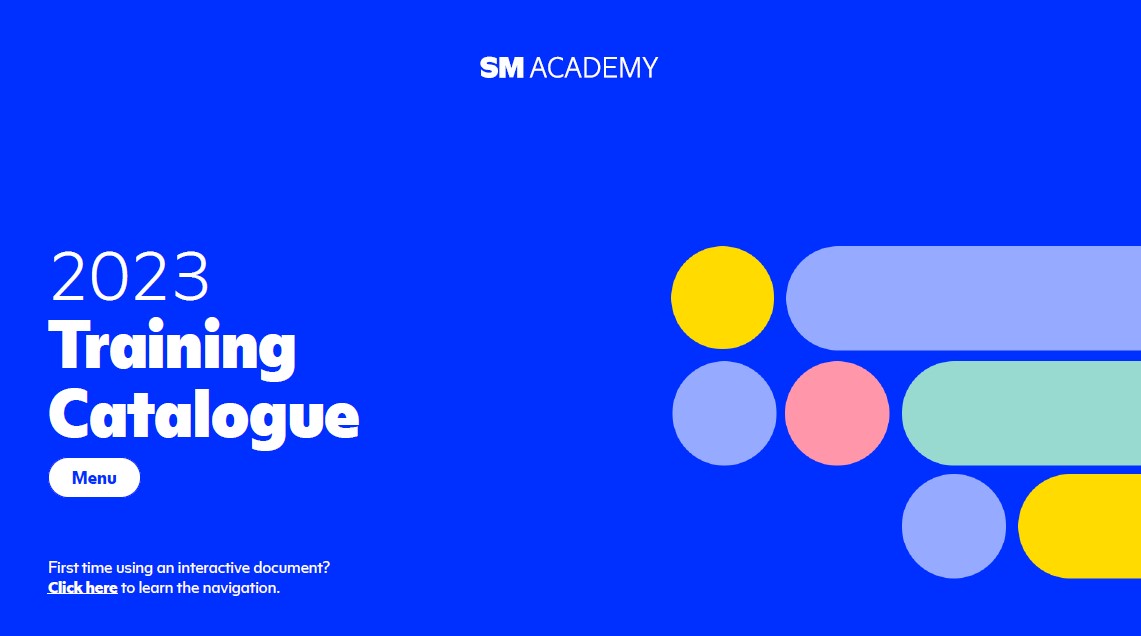 SM ACADEMY
2023
Training
Catalogue
Menu
First time using an interactive document?
Click here to learn the navigation.